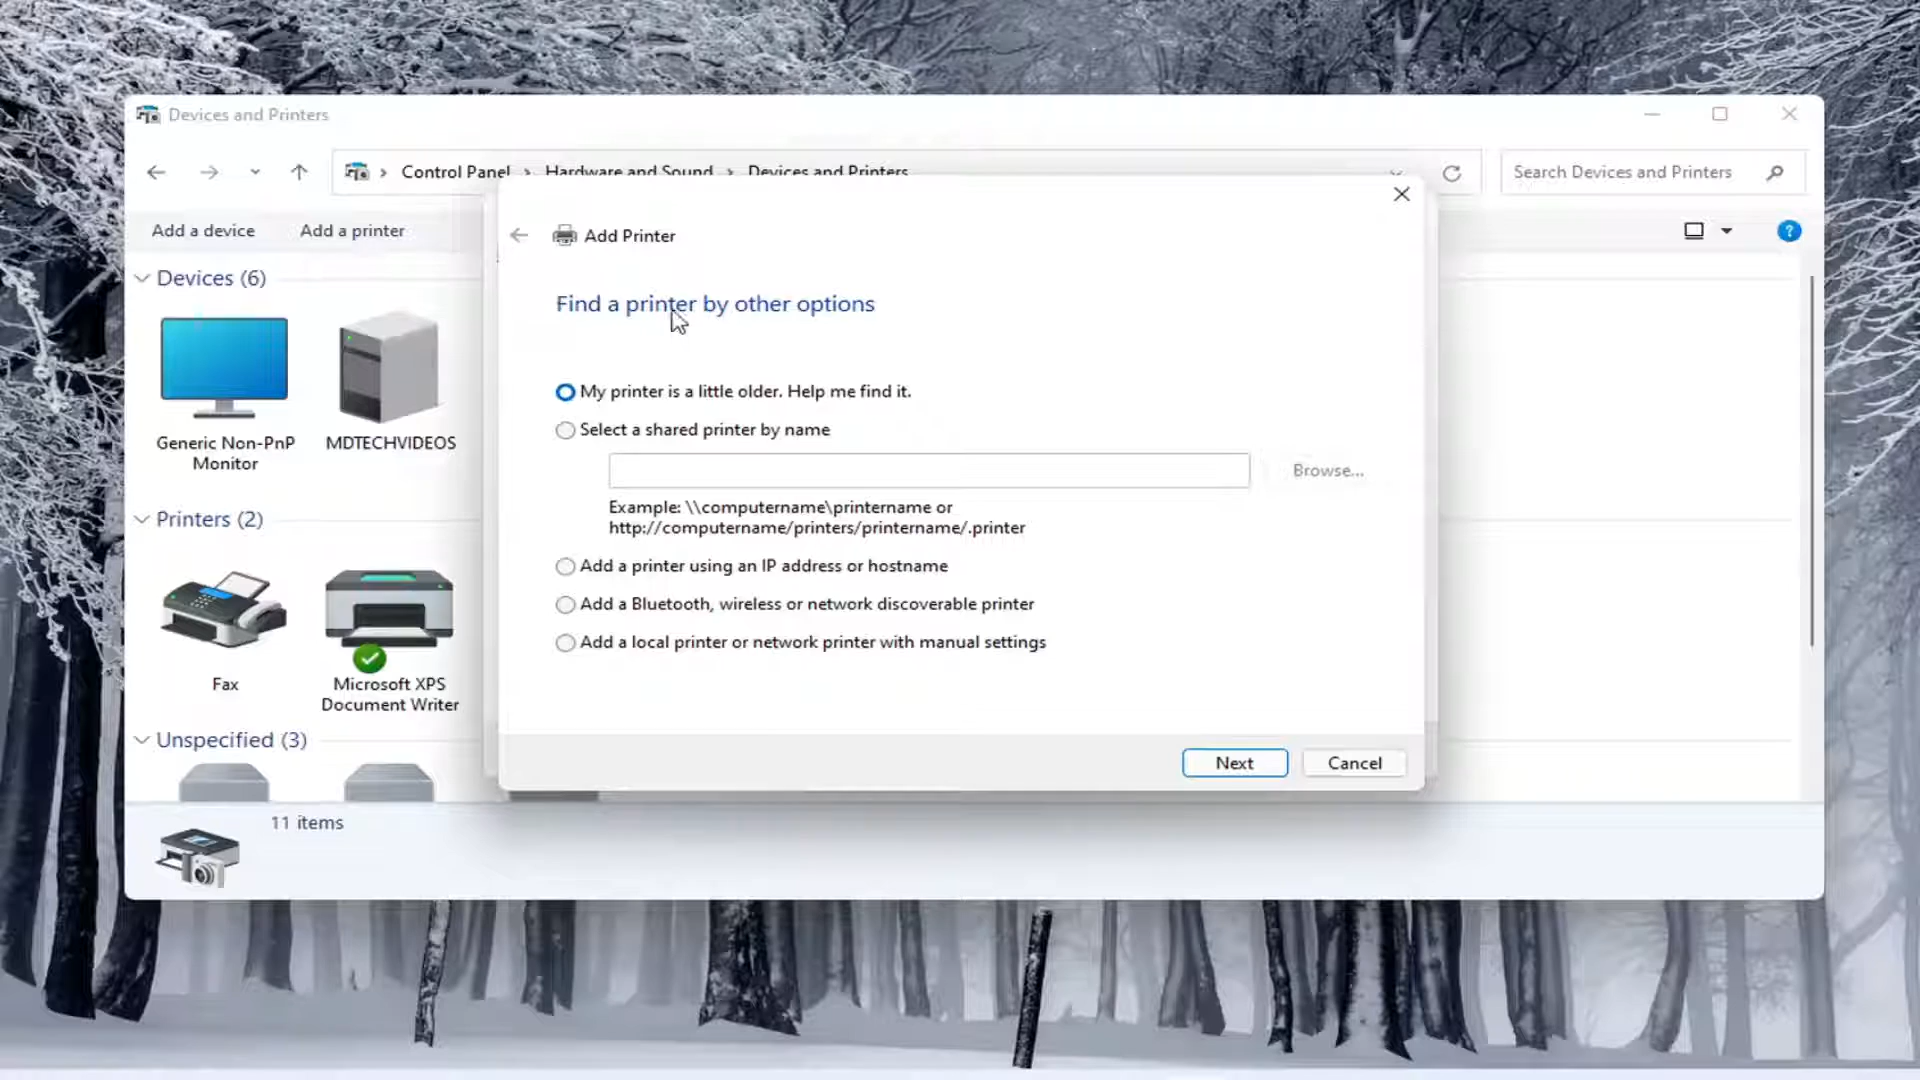 Devices and Printers
Control Panel > Hardware and Sound > Devices and Printers
Search Devices and Printers
Add a device
Add a printer
?
Devices (6)
Generic Non-PnP
Monitor
MDTECHVIDEOS
Printers (2)
Fax
Microsoft XPS
Document Writer
Unspecified (3)
11 items
Add Printer
Find a printer by other options
My printer is a little older. Help me find it.
Select a shared printer by name
Browse...
Example: \\computername\printername or
http://computername/printers/printername/.printer
Add a printer using an IP address or hostname
Add a Bluetooth, wireless or network discoverable printer
Add a local printer or network printer with manual settings
Next
Cancel